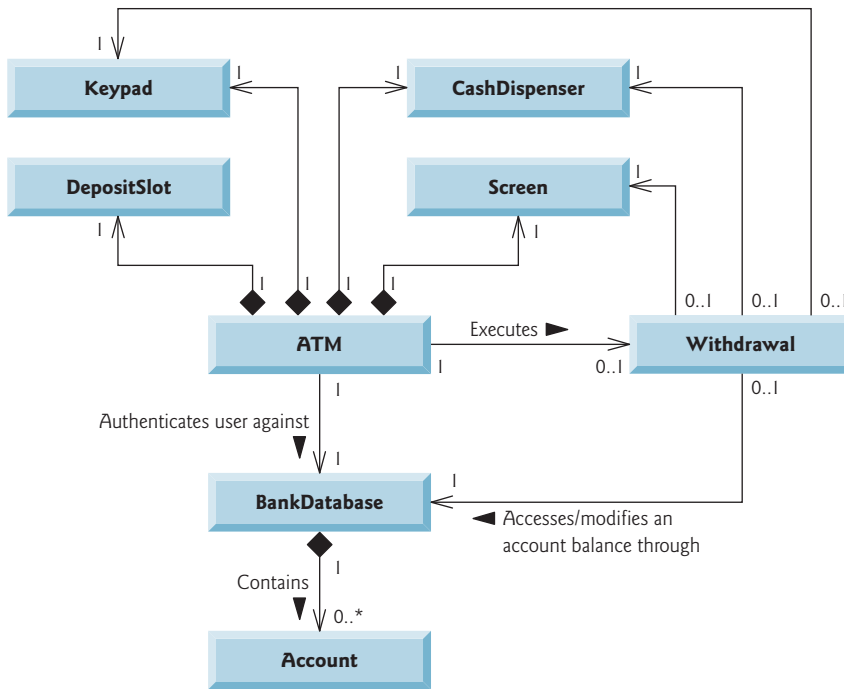 1
1
1
1
Keypad
CashDispenser
1
1
DepositSlot
Screen
1
1
1
1
1
1
0..1
0..1
0..1
Executes
ATM
Withdrawal
1
0..1
1
0..1
Authenticates user against
1
1
BankDatabase
Accesses/modifies an
account balance through
1
Contains
0..*
Account